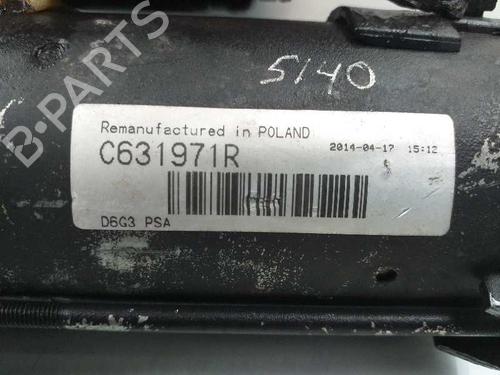 5140
B-PARTS
Remanufactured in POLAND
C631971R
2014-04-17 15:12
D6G3 PSA